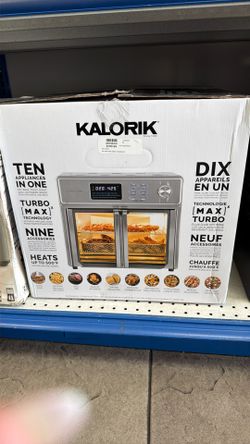 KALORIK
TEN
APPLIANCES
IN ONE
TURBO
[MAX]
TECHNOLOGY
NINE
ACCESSORIES
HEATS
UP TO 500°F
DIX
APPAREILS
EN UN
TECHNOLOGIE
[MAX]
TURBO
NEUF
ACCESSOIRES
CHAUFFE
JUSQU'À 500°F